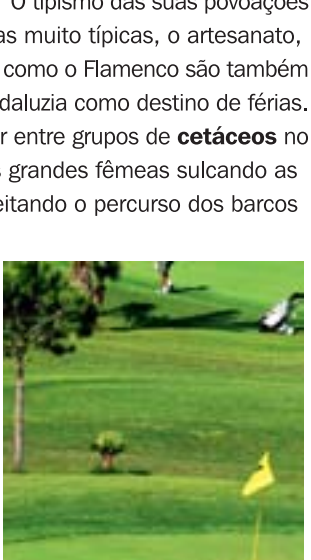 O tipismo das suas povoações
as muito típicas, o artesanato,
como o Flamenco são também
daluzia como destino de férias.
r entre grupos de cetáceos no
s grandes fêmeas sulcando as
eitando o percurso dos barcos